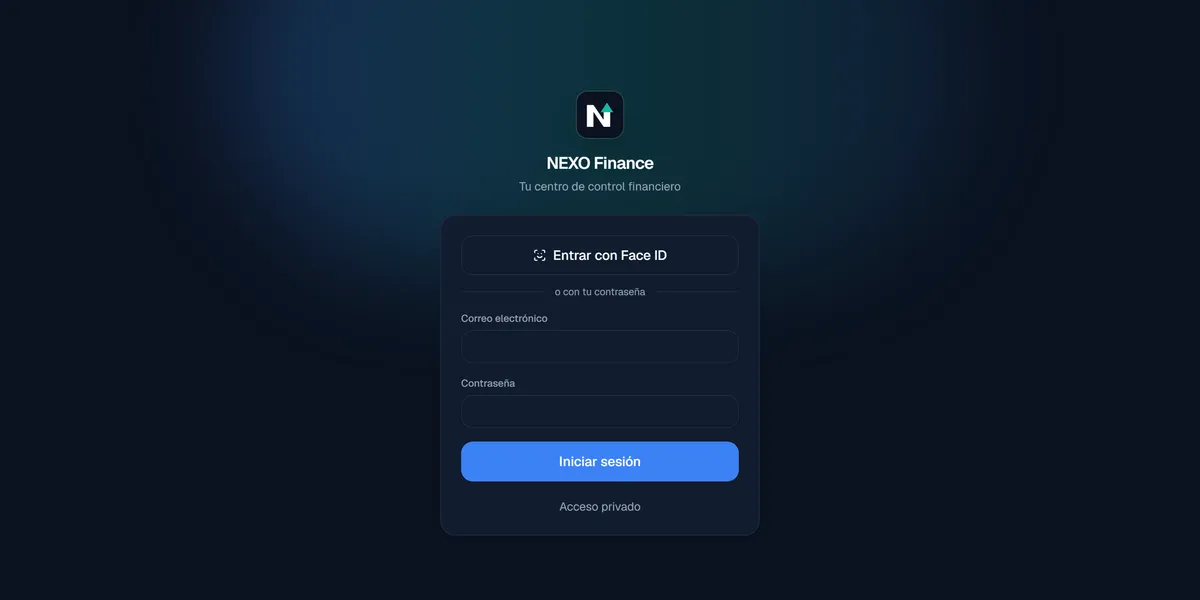 N
NEXO Finance
Tu centro de control financiero
Entrar con Face ID
o con tu contraseña
Correo electrónico
Contraseña
Iniciar sesión
Acceso privado